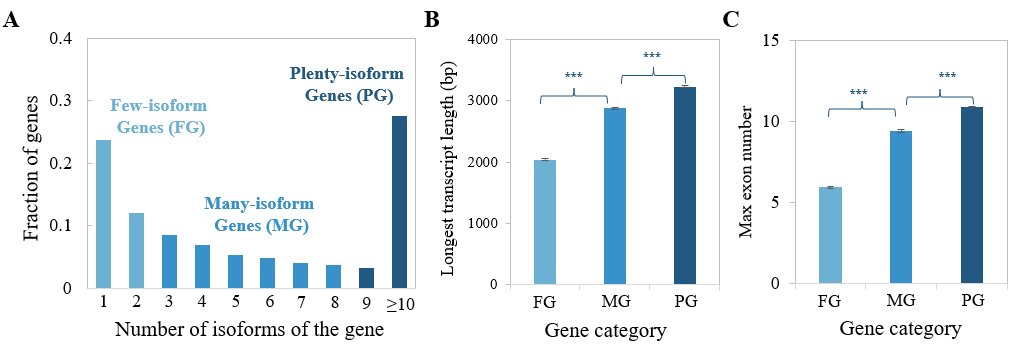 A
Fraction of genes
0.4
0.3
0.2
0.1
0
Few-isoform
Genes (FG)
Many-isoform
Genes (MG)
Plenty-isoform
Genes (PG)
1 2 3 4 5 6 7 8 9 ≥10
Number of isoforms of the gene
B
Longest transcript length (bp)
4000
3000
2000
1000
0
***
***
FG MG PG
Gene category
C
Max exon number
15
10
5
0
***
***
FG MG PG
Gene category